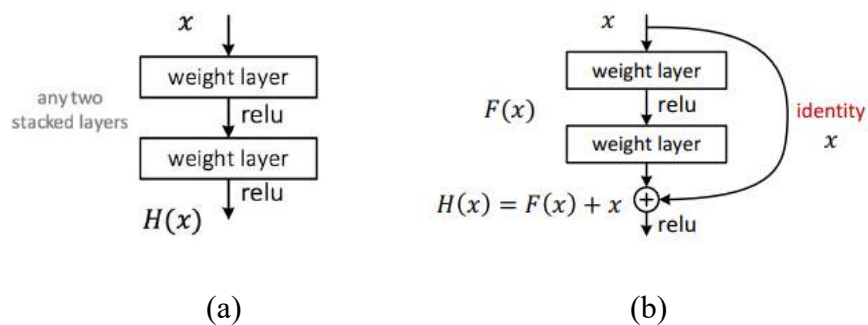 x
weight layer
any two
stacked layers
relu
weight layer
relu
H(x)
(a)
x
weight layer
F(x)
relu
identity
x
weight layer
H(x) = F(x) + x
+
relu
(b)